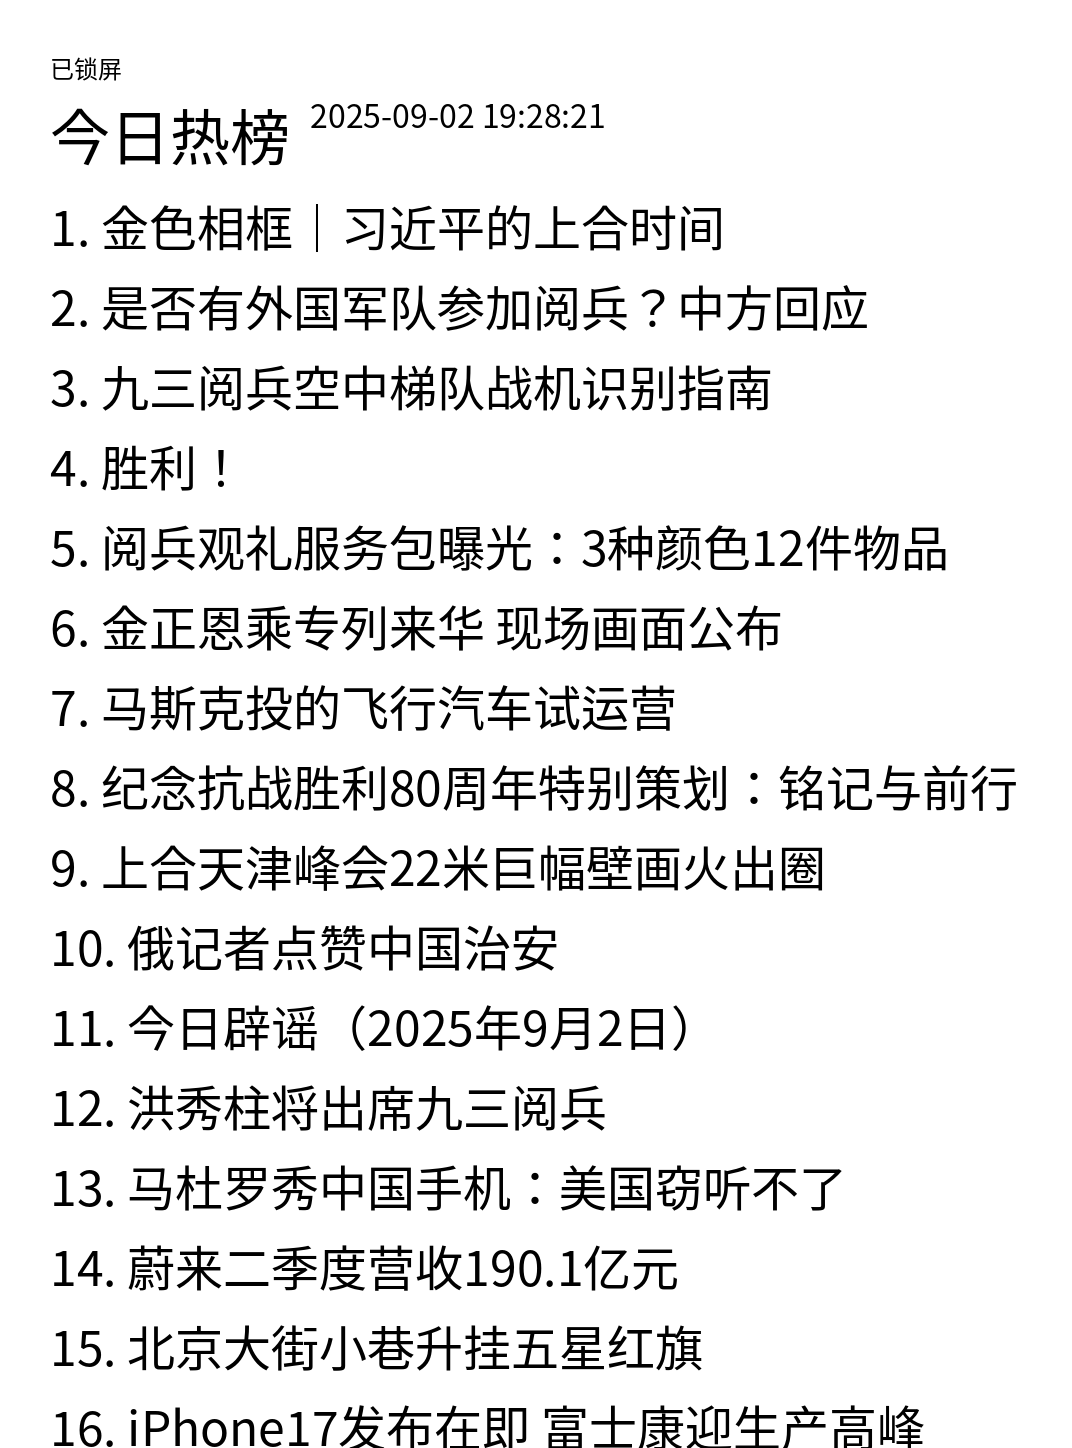 已锁屏
今日热榜 2025-09-02 19:28:21
1. 金色相框｜习近平的上合时间
2. 是否有外国军队参加阅兵？中方回应
3. 九三阅兵空中梯队战机识别指南
4. 胜利！
5. 阅兵观礼服务包曝光：3种颜色12件物品
6. 金正恩乘专列来华 现场画面公布
7. 马斯克投的飞行汽车试运营
8. 纪念抗战胜利80周年特别策划：铭记与前行
9. 上合天津峰会22米巨幅壁画火出圈
10. 俄记者点赞中国治安
11. 今日辟谣（2025年9月2日）
12. 洪秀柱将出席九三阅兵
13. 马杜罗秀中国手机：美国窃听不了
14. 蔚来二季度营收190.1亿元
15. 北京大街小巷升挂五星红旗
16. iPhone17发布在即 富士康迎生产高峰